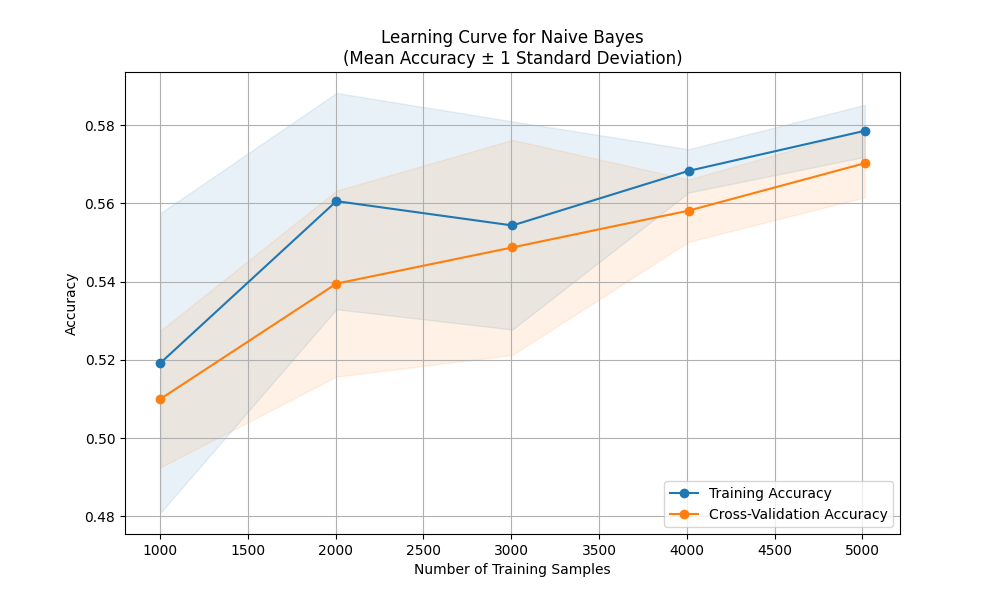 Learning Curve for Naive Bayes
(Mean Accuracy ± 1 Standard Deviation)
Accuracy
0.58
0.56
0.54
0.52
0.50
0.48
Training Accuracy
Cross-Validation Accuracy
1000 1500 2000 2500 3000 3500 4000 4500 5000
Number of Training Samples